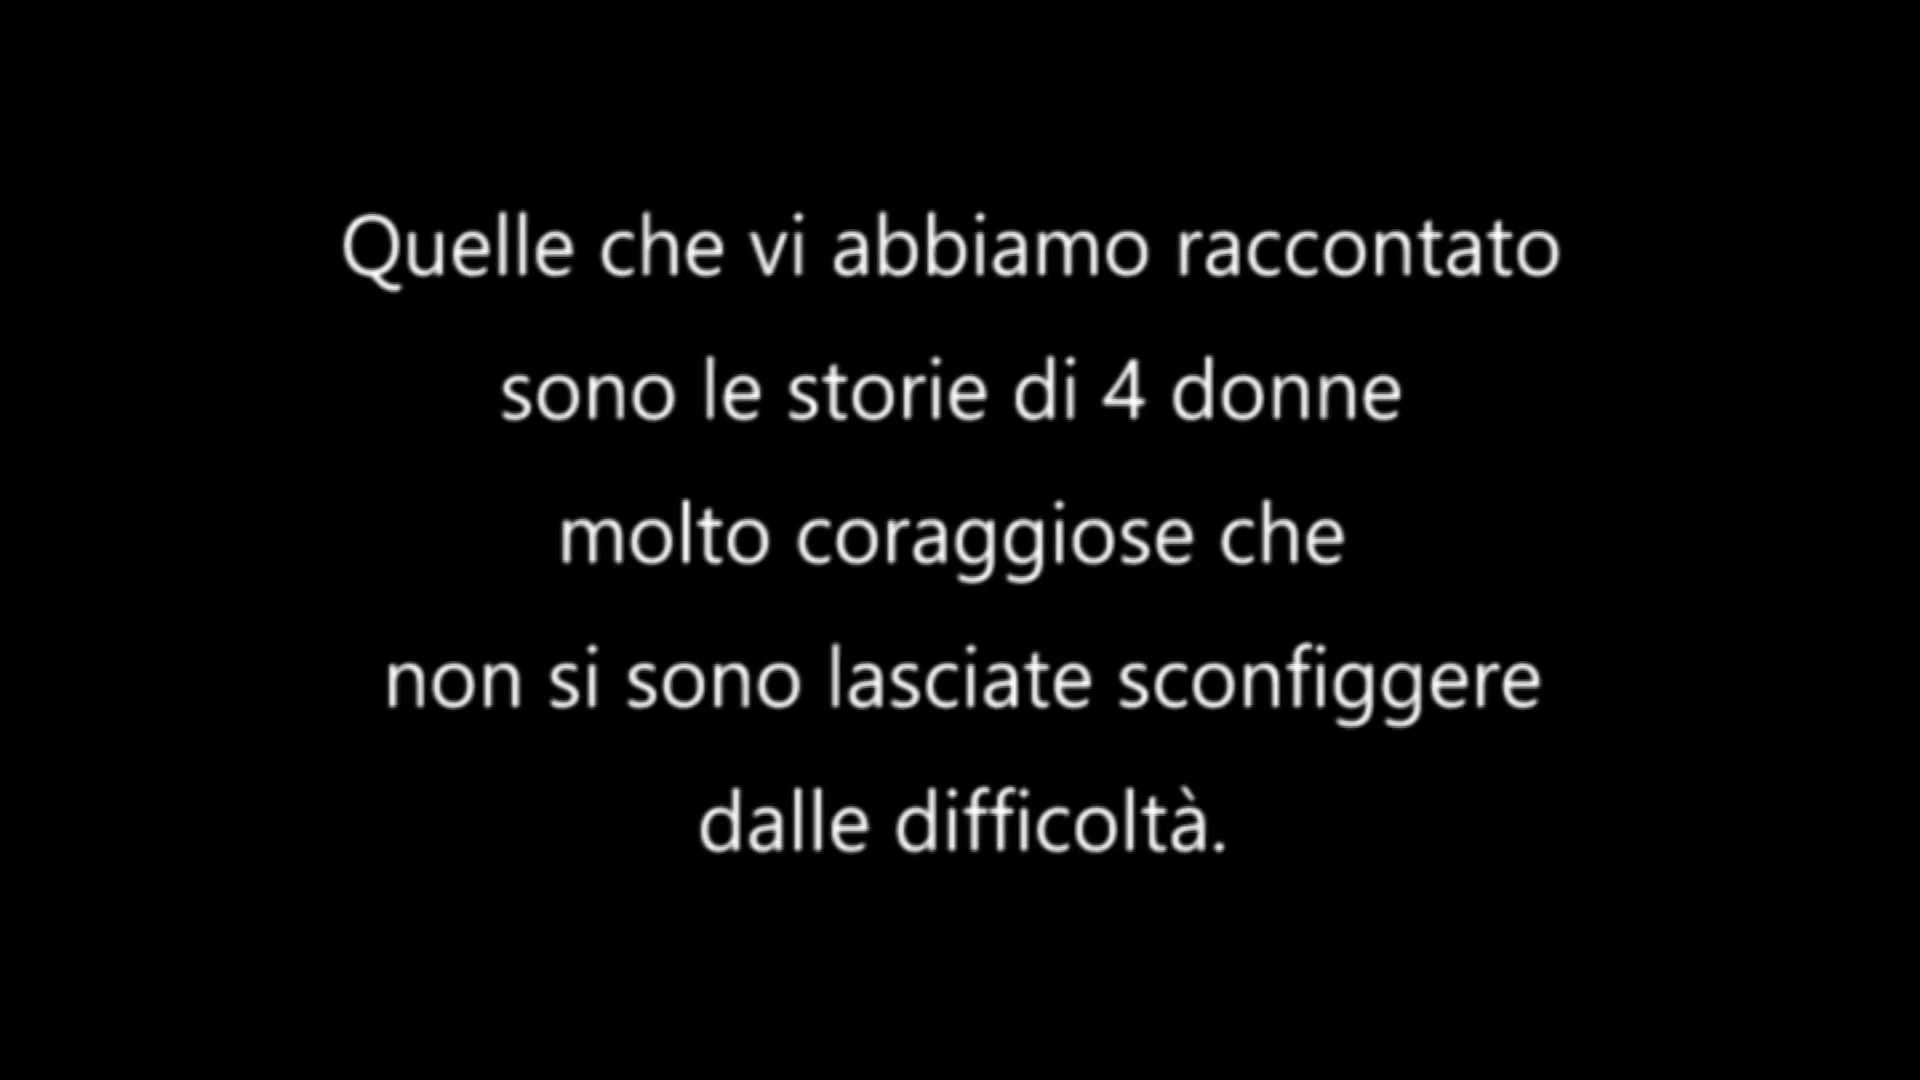 Quelle che vi abbiamo raccontato
sono le storie di 4 donne
molto coraggiose che
non si sono lasciate sconfiggere
dalle difficoltà.